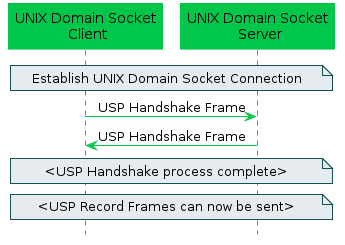 UNIX Domain Socket
Client
UNIX Domain Socket
Server
Establish UNIX Domain Socket Connection
USP Handshake Frame
USP Handshake Frame
<USP Handshake process complete>
<USP Record Frames can now be sent>